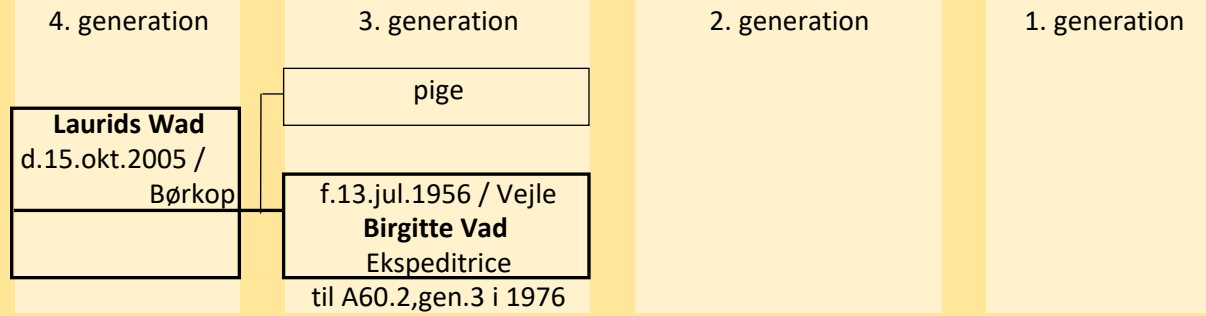 4. generation
3. generation
2. generation
1. generation
pige
Laurids Wad
d.15.okt.2005 /
Børkop
f.13.jul.1956 / Vejle
Birgitte Vad
Ekspeditrice
til A60.2,gen.3 i 1976